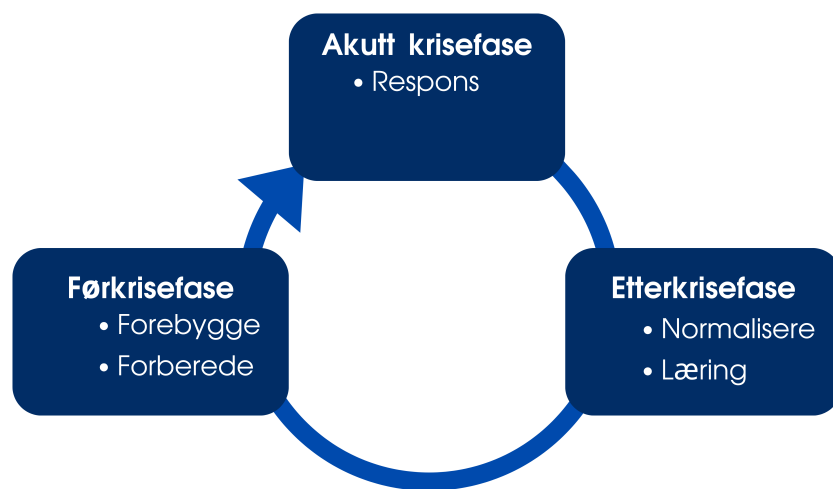 Akutt krisefase
• Respons
Førkrisefase
• Forebygge
• Forberede
Etterkrisefase
• Normalisere
• Læring